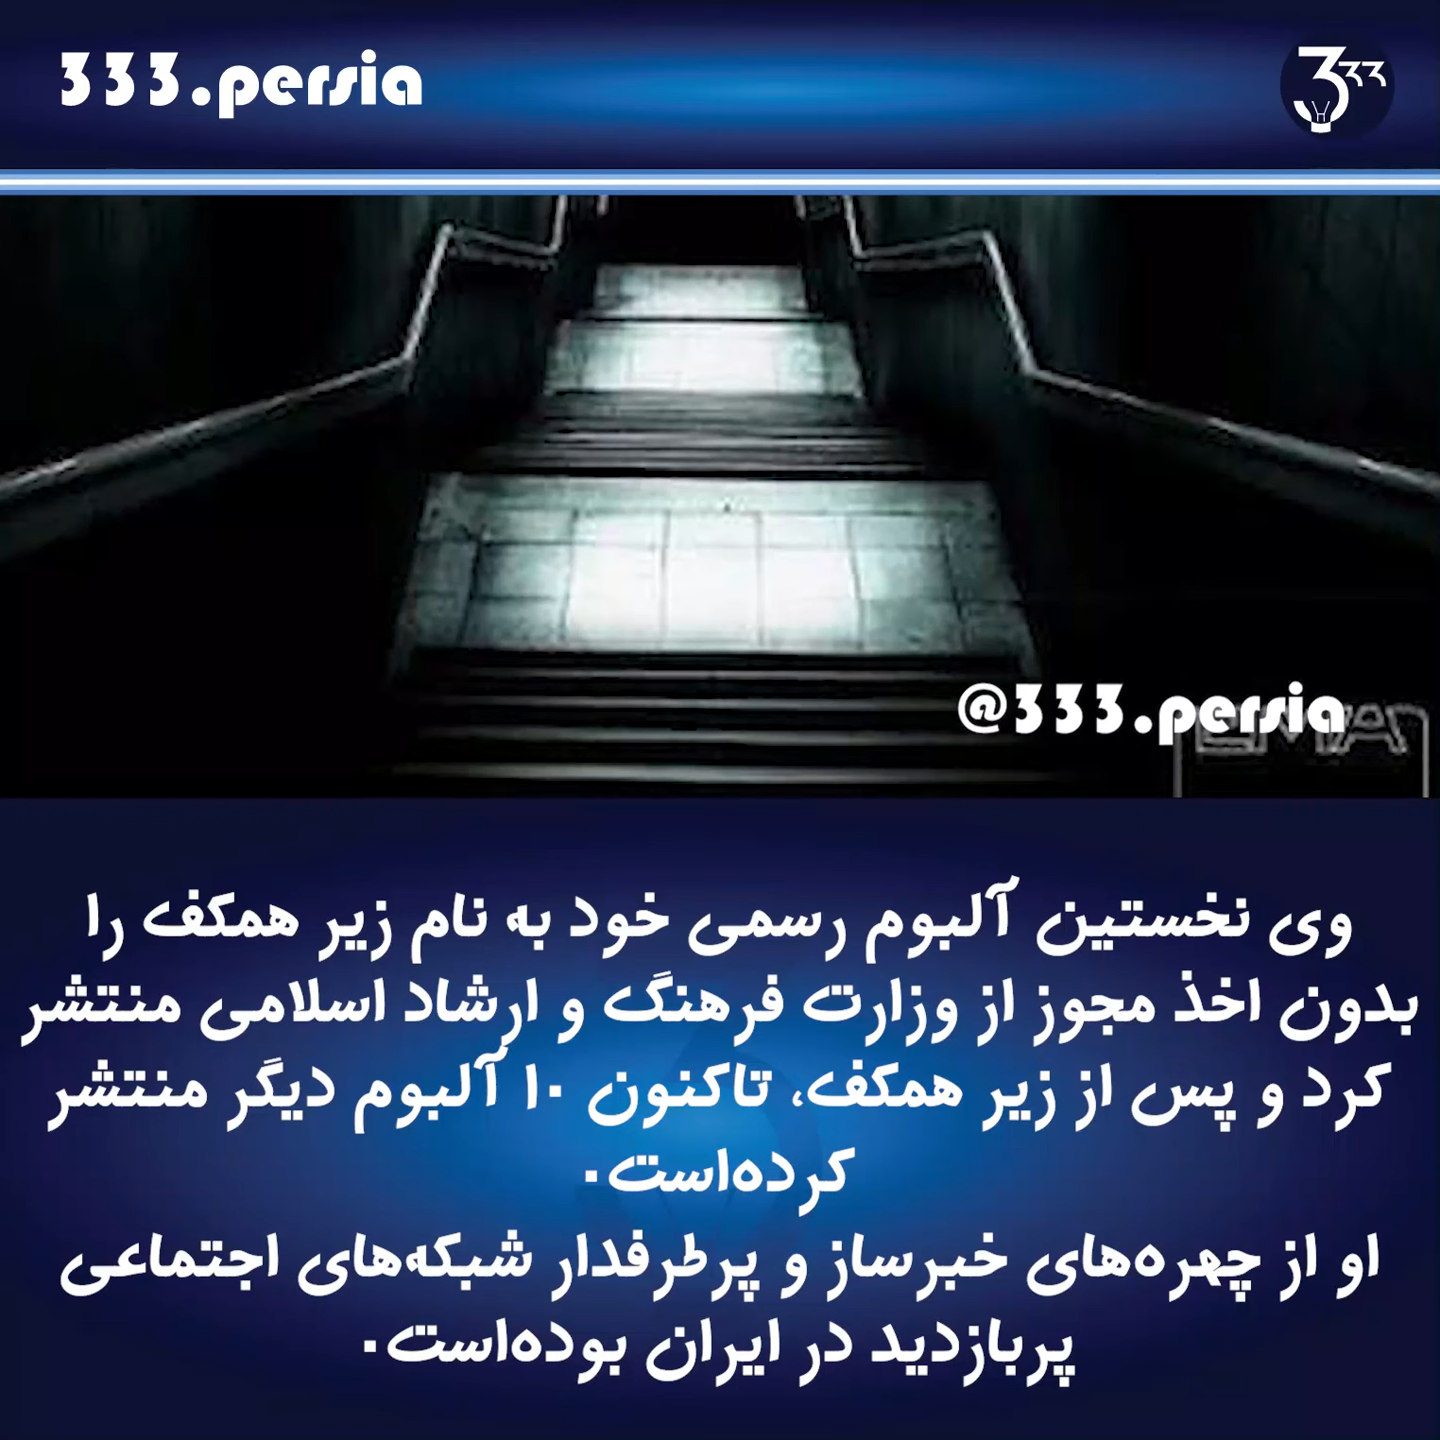 333.persia
333
@333.persia
وی نخستین آلبوم رسمی خود به نام زیر همکف را
بدون اخذ مجوز از وزارت فرهنگ و ارشاد اسلامی منتشر
کرد و پس از زیر همکف، تاکنون ۱۰ آلبوم دیگر منتشر
کرده‌است.
او از چهره‌های خبرساز و پرطرفدار شبکه‌های اجتماعی
پربازدید در ایران بوده‌است.